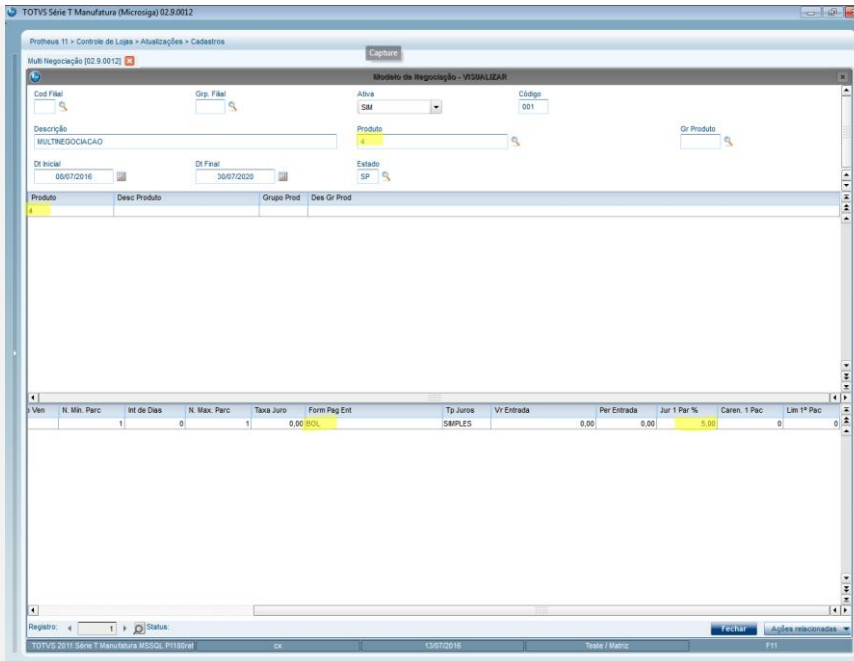 TOTVS Série T Manufatura (Microsiga) 02.9.0012
Protheus 11 > Controle de Lojas > Atualizações > Cadastros
Capture
Multi Negociação [02.9.0012]
Modelo de Negociação - VISUALIZAR
Cod Filial Grp. Filial Ativa Código
SIM 001
Descrição Produto Gr Produto
MULTINEGOCIACAO 4
Dt Inicial Dt Final Estado
08/07/2016 30/07/2020 SP
Produto Desc Produto Grupo Prod Des Gr Prod
4
o Ven N. Min. Parc Int de Dias N. Max. Parc Taxa Juro Form Pag Ent Tp Juros Vr Entrada Per Entrada Jur 1 Par % Caren. 1 Pac Lim 1ª Pac
1 0 1 0,00 BOL SIMPLES 0,00 0,00 5,00 0 0
Registro: 1 Status: Fechar Ações relacionadas
TOTVS 2011 Série T Manufatura MSSQL P1180ret cx 13/07/2016 Teste / Matriz F11